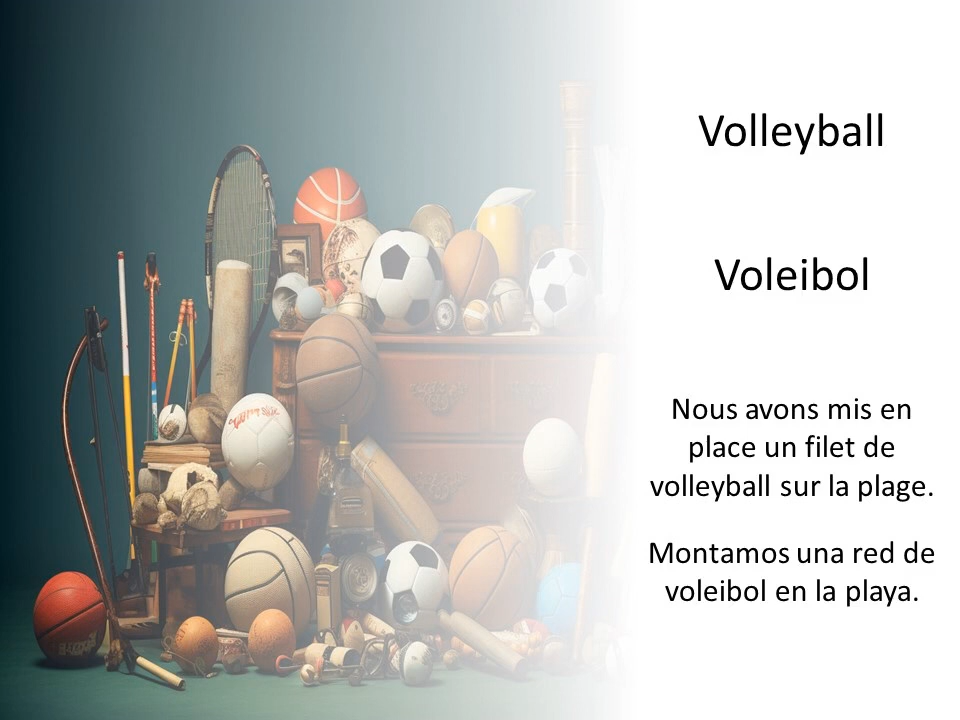 Volleyball
Voleibol
Nous avons mis en
place un filet de
volleyball sur la plage.
Montamos una red de
voleibol en la playa.